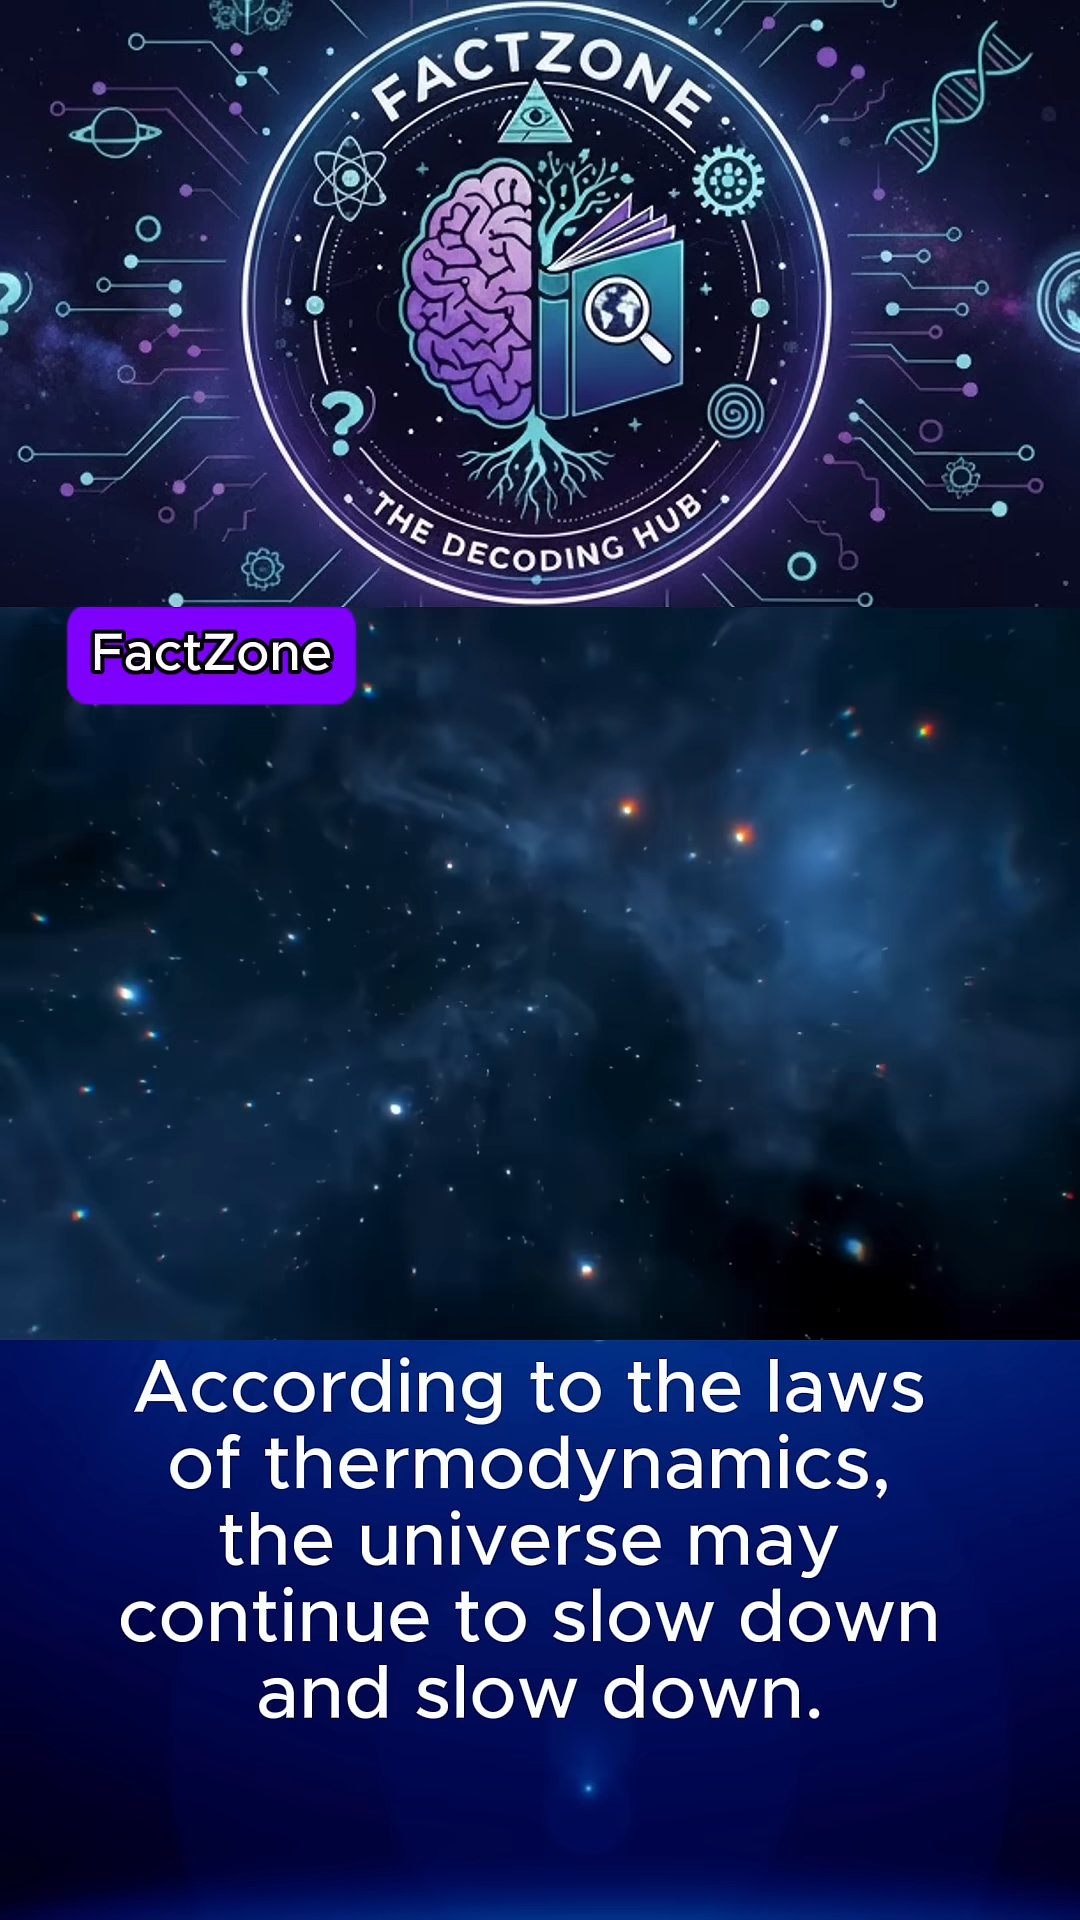 FACTZONE
?
?
THE DECODING HUB
FactZone
According to the laws
of thermodynamics,
the universe may
continue to slow down
and slow down.